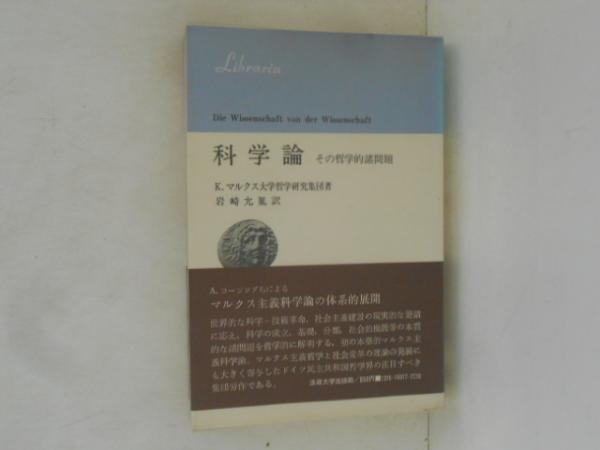 Libraria
Die Wissenschaft von der Wissenschaft
科学論 その哲学的諸問題
K. マルクス大学哲学研究集団著
岩崎允胤訳
A. コージングらによる
マルクス主義科学論の体系的展開
世界的な科学・技術革命、社会主義建設の現実的な要請
に応え、科学の成立、基礎、分類、社会的機能等の本質
的な諸問題を哲学的に解明する、初の本格的マルクス主
義科学論。マルクス主義哲学と社会変革の理論の発展に
も大きく寄与したドイツ民主共和国哲学界の注目すべき
集団労作である。
法政大学出版局／